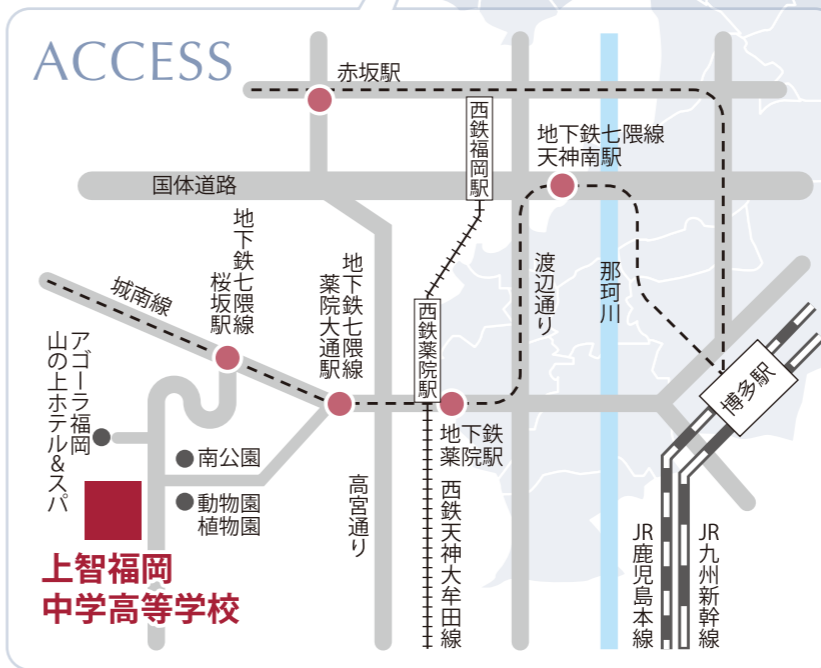 ACCESS
赤坂駅
西鉄福岡駅
地下鉄七隈線
天神南駅
国体道路
地下鉄七隈線
桜坂駅
城南線
地下鉄七隈線
薬院大通駅
西鉄薬院駅
渡辺通り
那珂川
博多駅
アゴーラ福岡
山の上ホテル&スパ
南公園
動物園
植物園
高宮通り
地下鉄
薬院駅
西鉄天神大牟田線
JR鹿児島本線
JR九州新幹線
上智福岡
中学高等学校